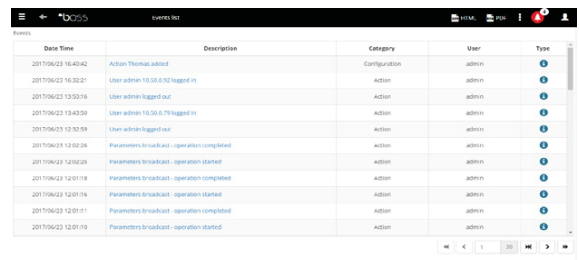 boss Events list HTML PDF 4
Events
Date Time Description Category User Type
2017/06/23 16:40:42 Action Thomas added Configuration admin
2017/06/23 16:32:21 User admin 10.50.0.92 logged in Action admin
2017/06/23 13:50:16 User admin logged out Action admin
2017/06/23 13:43:50 User admin 10.50.0.79 logged in Action admin
2017/06/23 12:32:59 User admin logged out Action admin
2017/06/23 12:02:26 Parameters broadcast - operation completed Action admin
2017/06/23 12:02:25 Parameters broadcast - operation started Action admin
2017/06/23 12:01:18 Parameters broadcast - operation completed Action admin
2017/06/23 12:01:16 Parameters broadcast - operation started Action admin
2017/06/23 12:01:11 Parameters broadcast - operation completed Action admin
2017/06/23 12:01:10 Parameters broadcast - operation started Action admin
1 20